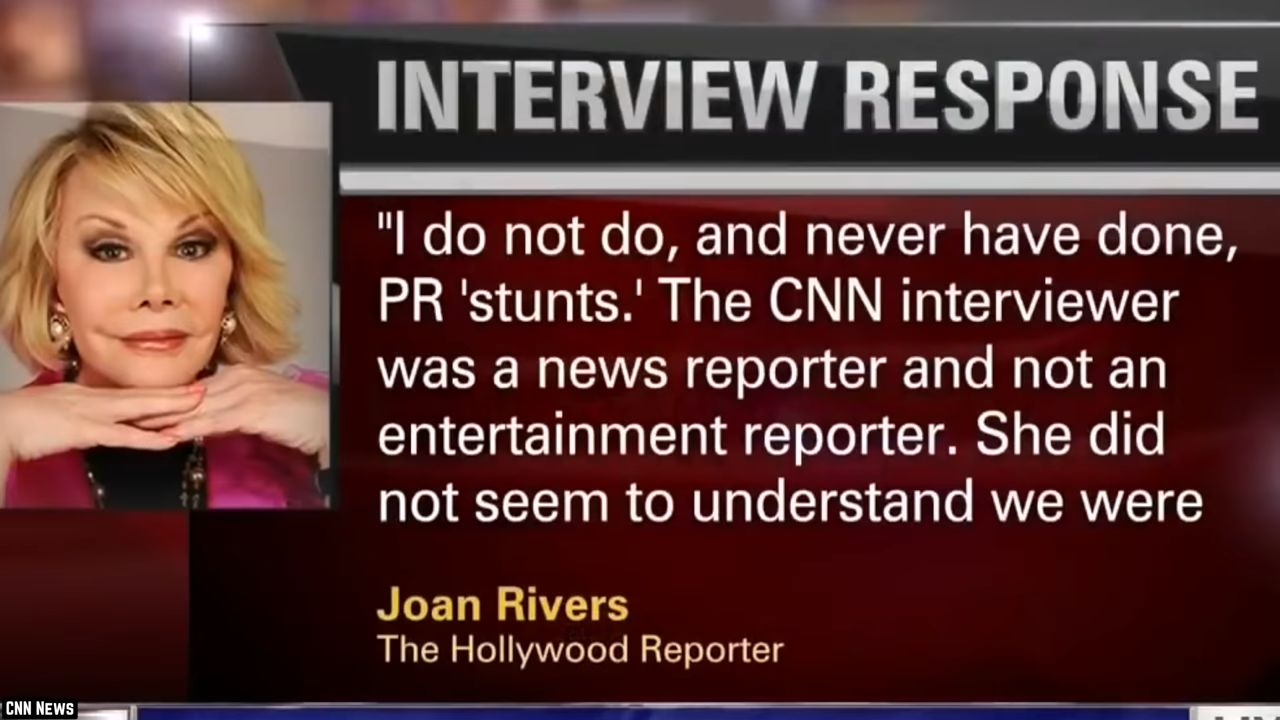 INTERVIEW RESPONSE
"I do not do, and never have done,
PR 'stunts.' The CNN interviewer
was a news reporter and not an
entertainment reporter. She did
not seem to understand we were
Joan Rivers
The Hollywood Reporter
CNN NEWS